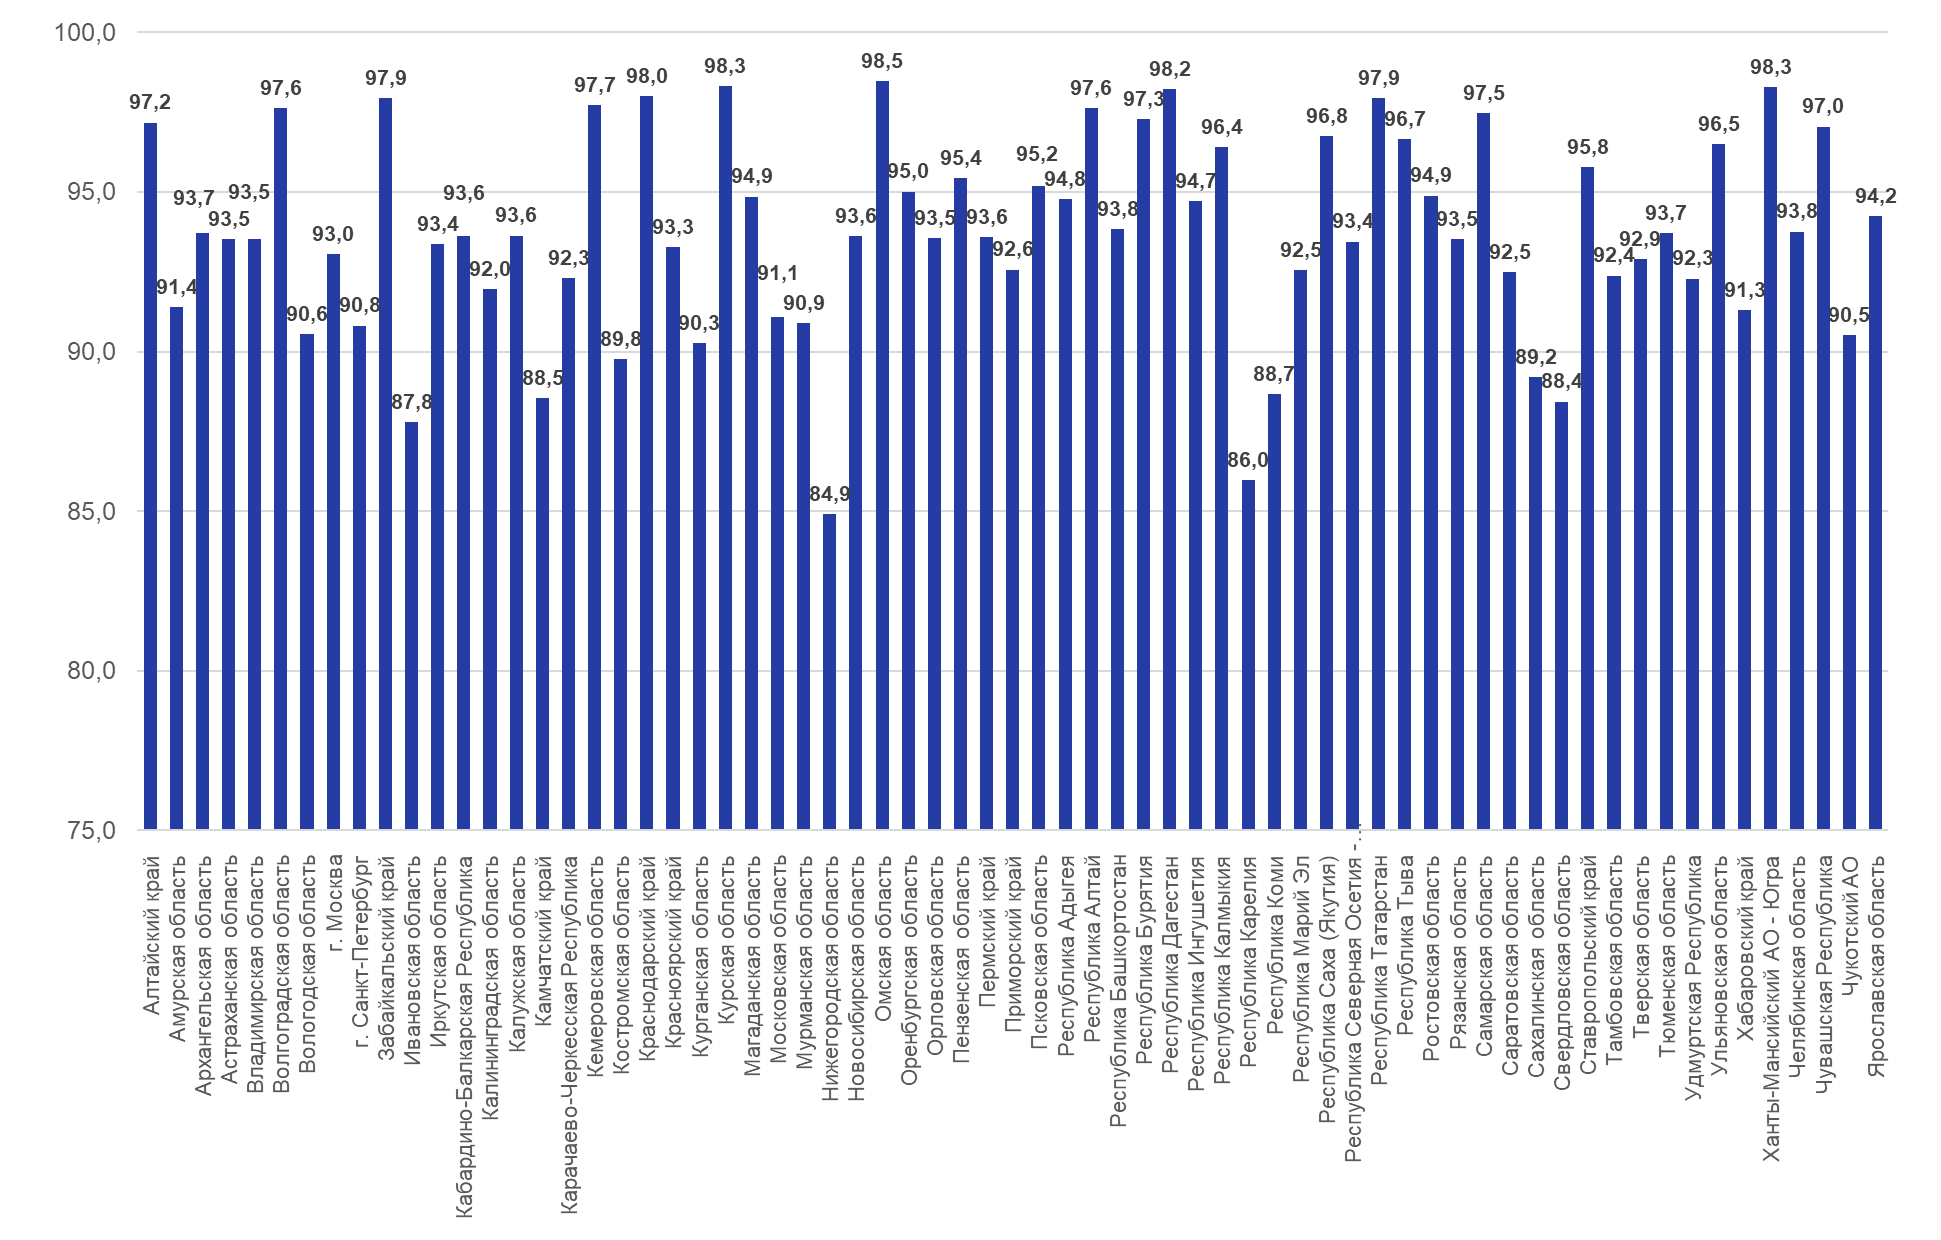 100,0
95,0
90,0
85,0
80,0
75,0
97,2
91,4
93,7
93,5
93,5
97,6
90,6
93,0
90,8
97,9
87,8
93,4
93,6
92,0
93,6
88,5
92,3
97,7
89,8
98,0
93,3
90,3
98,3
94,9
91,1
90,9
84,9
93,6
98,5
95,0
93,5
95,4
93,6
92,6
95,2
94,8
97,6
93,8
97,3
98,2
94,7
96,4
86,0
88,7
92,5
96,8
93,4
97,9
96,7
94,9
93,5
97,5
92,5
89,2
88,4
95,8
92,4
92,9
93,7
92,3
96,5
91,3
98,3
93,8
97,0
90,5
94,2
Алтайский край
Амурская область
Архангельская область
Астраханская область
Владимирская область
Волгоградская область
Вологодская область
г. Москва
г. Санкт-Петербург
Забайкальский край
Ивановская область
Иркутская область
Кабардино-Балкарская Республика
Калининградская область
Калужская область
Камчатский край
Карачаево-Черкесская Республика
Кемеровская область
Костромская область
Краснодарский край
Красноярский край
Курганская область
Курская область
Магаданская область
Московская область
Мурманская область
Нижегородская область
Новосибирская область
Омская область
Оренбургская область
Орловская область
Пензенская область
Пермский край
Приморский край
Псковская область
Республика Адыгея
Республика Алтай
Республика Башкортостан
Республика Бурятия
Республика Дагестан
Республика Ингушетия
Республика Калмыкия
Республика Карелия
Республика Коми
Республика Марий Эл
Республика Саха (Якутия)
Республика Северная Осетия -…
Республика Татарстан
Республика Тыва
Ростовская область
Рязанская область
Самарская область
Саратовская область
Сахалинская область
Свердловская область
Ставропольский край
Тамбовская область
Тверская область
Тюменская область
Удмуртская Республика
Ульяновская область
Хабаровский край
Ханты-Мансийский АО - Югра
Челябинская область
Чувашская Республика
Чукотский АО
Ярославская область